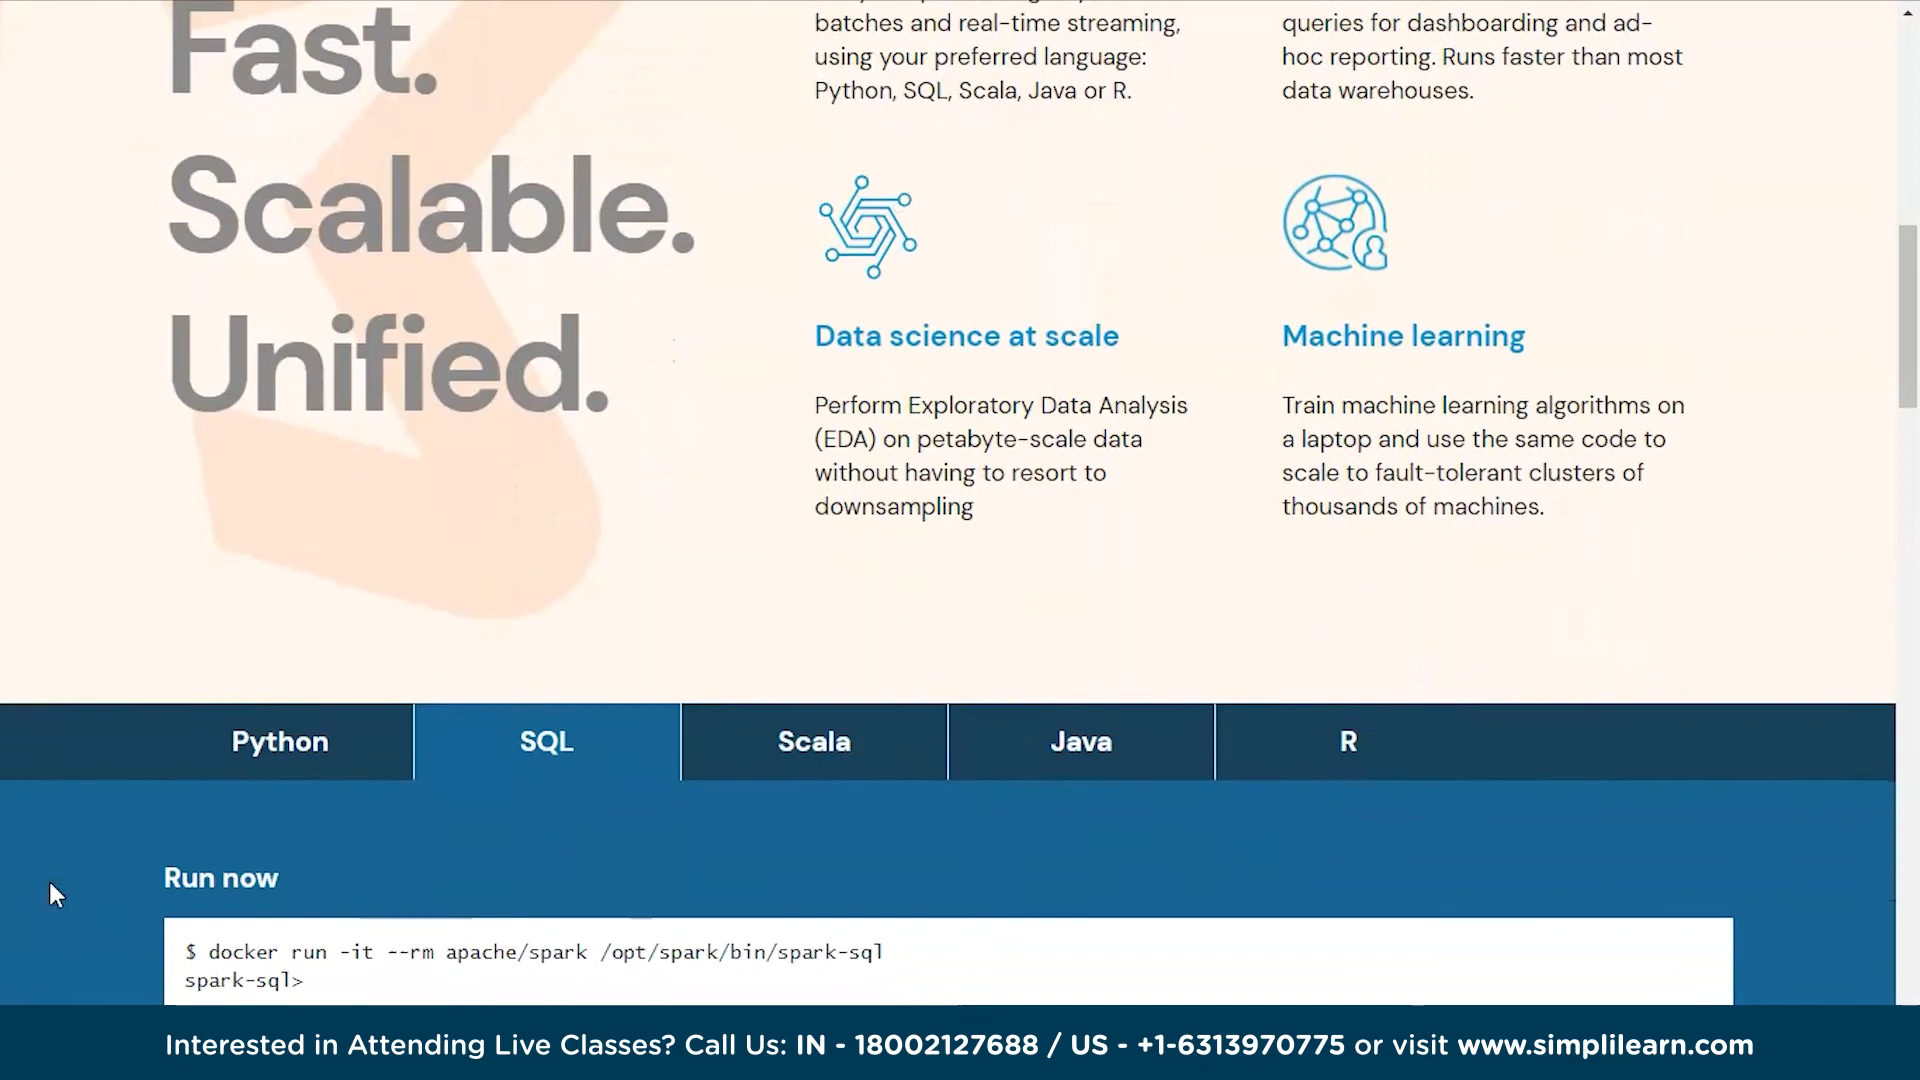 Fast.
Scalable.
Unified.
batches and real-time streaming,
using your preferred language:
Python, SQL, Scala, Java or R.
queries for dashboarding and ad-
hoc reporting. Runs faster than most
data warehouses.
Data science at scale
Perform Exploratory Data Analysis
(EDA) on petabyte-scale data
without having to resort to
downsampling
Machine learning
Train machine learning algorithms on
a laptop and use the same code to
scale to fault-tolerant clusters of
thousands of machines.
Python SQL Scala Java R
Run now
$ docker run -it --rm apache/spark /opt/spark/bin/spark-sql
spark-sql>
Interested in Attending Live Classes? Call Us: IN - 18002127688 / US - +1-6313970775 or visit www.simplilearn.com